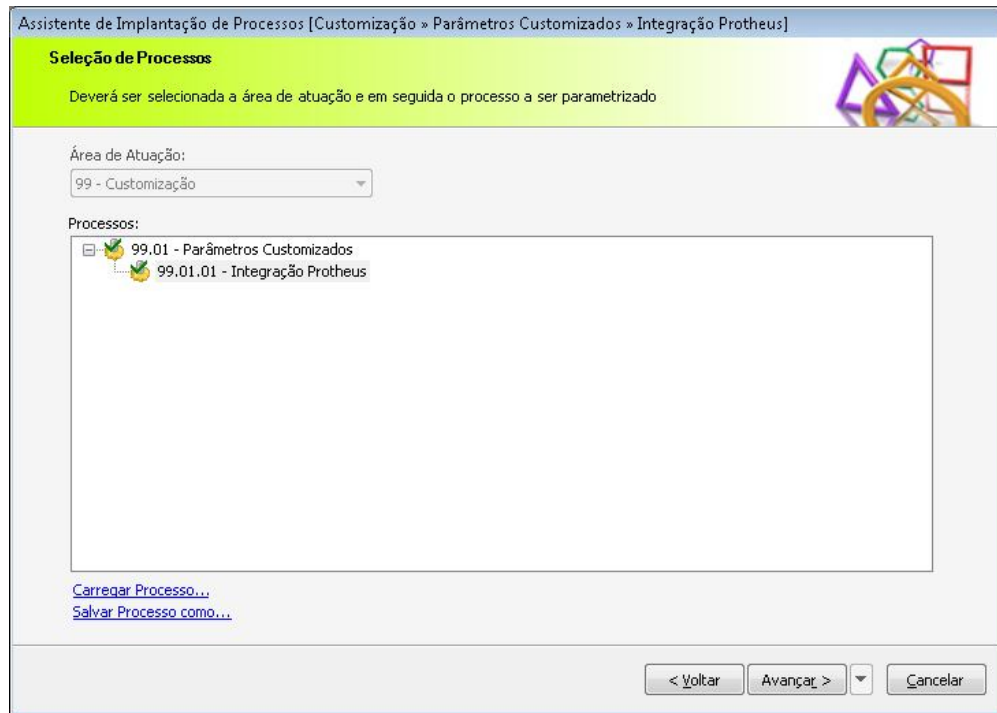 Assistente de Implantação de Processos [Customização » Parâmetros Customizados » Integração Protheus]
Seleção de Processos
Deverá ser selecionada a área de atuação e em seguida o processo a ser parametrizado
Área de Atuação:
99 - Customização
Processos:
99.01 - Parâmetros Customizados
99.01.01 - Integração Protheus
Carregar Processo...
Salvar Processo como...
< Voltar Avançar > Cancelar